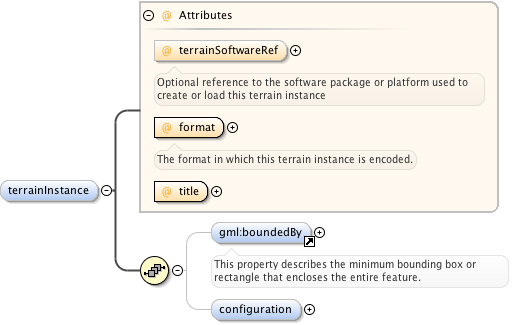 Attributes
@ terrainSoftwareRef
Optional reference to the software package or platform used to
create or load this terrain instance
@ format
The format in which this terrain instance is encoded.
@ title
terrainInstance
gml:boundedBy
This property describes the minimum bounding box or
rectangle that encloses the entire feature.
configuration